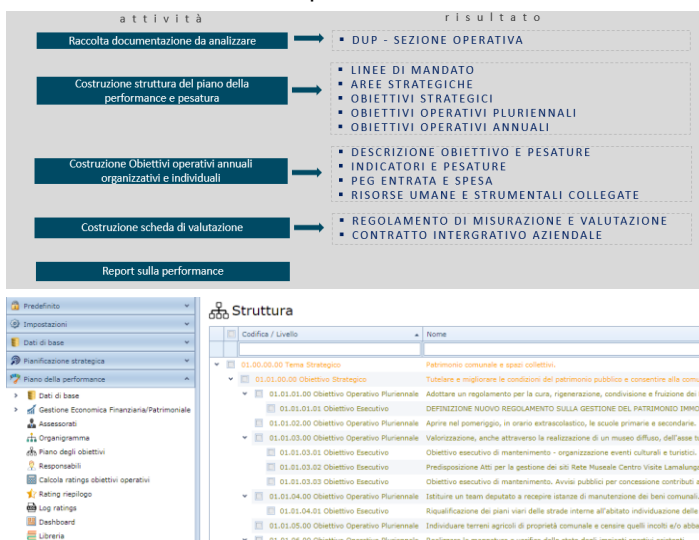 attività
risultato
Raccolta documentazione da analizzare
▪ DUP - SEZIONE OPERATIVA
Costruzione struttura del piano della
performance e pesatura
▪ LINEE DI MANDATO
▪ AREE STRATEGICHE
▪ OBIETTIVI STRATEGICI
▪ OBIETTIVI OPERATIVI PLURIENNALI
▪ OBIETTIVI OPERATIVI ANNUALI
Costruzione Obiettivi operativi annuali
organizzativi e individuali
▪ DESCRIZIONE OBIETTIVO E PESATURE
▪ INDICATORI E PESATURE
▪ PEG ENTRATA E SPESA
▪ RISORSE UMANE E STRUMENTALI COLLEGATE
Costruzione scheda di valutazione
▪ REGOLAMENTO DI MISURAZIONE E VALUTAZIONE
▪ CONTRATTO INTERGRATIVO AZIENDALE
Report sulla performance
Predefinito
Impostazioni
Dati di base
Pianificazione strategica
Piano della performance
Dati di base
Gestione Economica Finanziaria/Patrimoniale
Assessorati
Organigramma
Piano degli obiettivi
Responsabili
Calcola ratings obiettivi operativi
Rating riepilogo
Log ratings
Dashboard
Libreria
Struttura
Codifica / Livello Nome
01.00.00.00 Tema Strategico Patrimonio comunale e spazi collettivi.
01.01.00.00 Obiettivo Strategico Tutelare e migliorare le condizioni del patrimonio pubblico e consentire alle comu
01.01.01.00 Obiettivo Operativo Pluriennale Adottare un regolamento per la cura, rigenerazione, condivisione e fruizione dei
01.01.01.01 Obiettivo Esecutivo DEFINIZIONE NUOVO REGOLAMENTO SULLA GESTIONE DEL PATRIMONIO IMMO
01.01.02.00 Obiettivo Operativo Pluriennale Aprire nel pomeriggio, in orario extrascolastico, le scuole primarie e secondarie.
01.01.03.00 Obiettivo Operativo Pluriennale Valorizzazione, anche attraverso la realizzazione di un museo diffuso, dell'asse
01.01.03.01 Obiettivo Esecutivo Obiettivo esecutivo di mantenimento - organizzazione eventi culturali e turistici.
01.01.03.02 Obiettivo Esecutivo Predisposizione Atti per la gestione dei siti Rete Museale Centro Visite Lamalunga
01.01.03.03 Obiettivo Esecutivo Obiettivo esecutivo di mantenimento. Avvisi pubblici per concessione contributi a
01.01.04.00 Obiettivo Operativo Pluriennale Istituire un team deputato a recepire istanze di manutenzione dei beni comunali.
01.01.04.01 Obiettivo Esecutivo Riqualificazione dei piani viari delle strade interne all'abitato individuazione delle
01.01.05.00 Obiettivo Operativo Pluriennale Individuare terreni agricoli di proprietà comunale e censire quelli incolti e/o abba